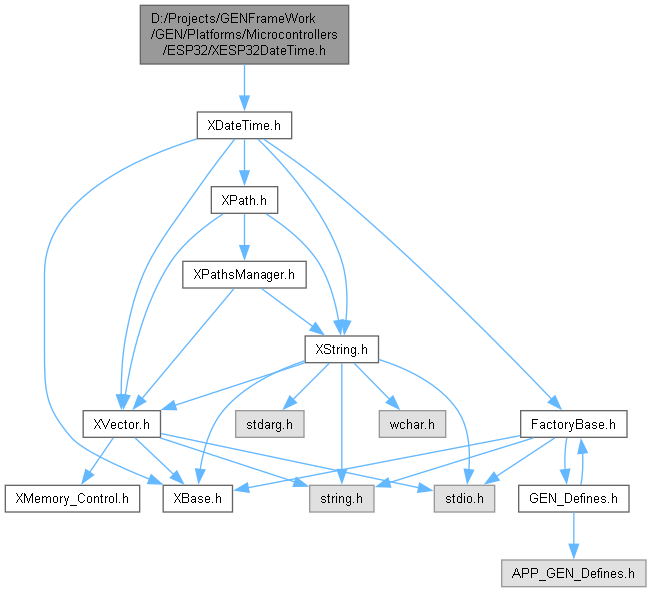 D:/Projects/GENFrameWork
/GEN/Platforms/Microcontrollers
/ESP32/XESP32DateTime.h
XDateTime.h
XPath.h
XPathsManager.h
XString.h
XVector.h
stdarg.h
wchar.h
FactoryBase.h
XMemory_Control.h
XBase.h
string.h
stdio.h
GEN_Defines.h
APP_GEN_Defines.h